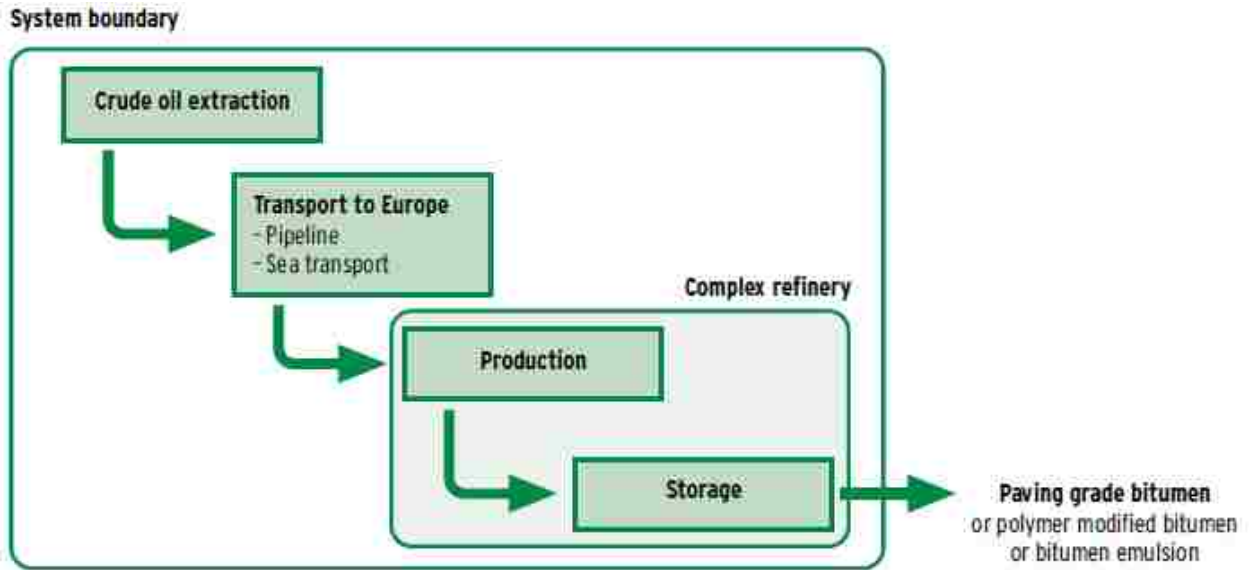 System boundary
Crude oil extraction
Transport to Europe
- Pipeline
- Sea transport
Complex refinery
Production
Storage
Paving grade bitumen
or polymer modified bitumen
or bitumen emulsion